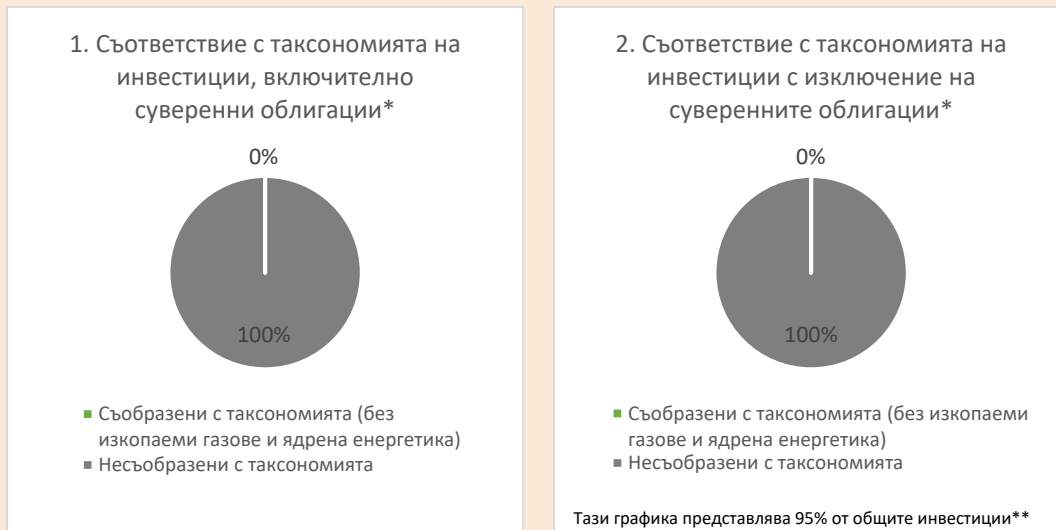 1. Съответствие с таксономията на
инвестиции, включително
суверенни облигации*
0%
100%
Съобразени с таксономията (без
изкопаеми газове и ядрена енергетика)
Несъобразени с таксономията
2. Съответствие с таксономията на
инвестиции с изключение на
суверенните облигации*
0%
100%
Съобразени с таксономията (без изкопаеми
газове и ядрена енергетика)
Несъобразени с таксономията
Тази графика представлява 95% от общите инвестиции**